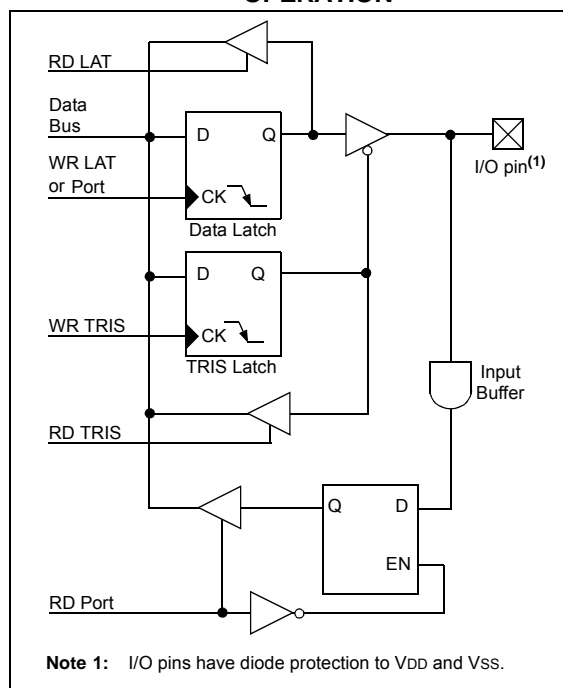 OPERATION
RD LAT
Data
Bus
WR LAT
or Port
D
Q
CK
Data Latch
I/O pin(1)
D
Q
WR TRIS
CK
TRIS Latch
Input
Buffer
RD TRIS
Q
D
EN
RD Port
Note 1: I/O pins have diode protection to VDD and VSS.